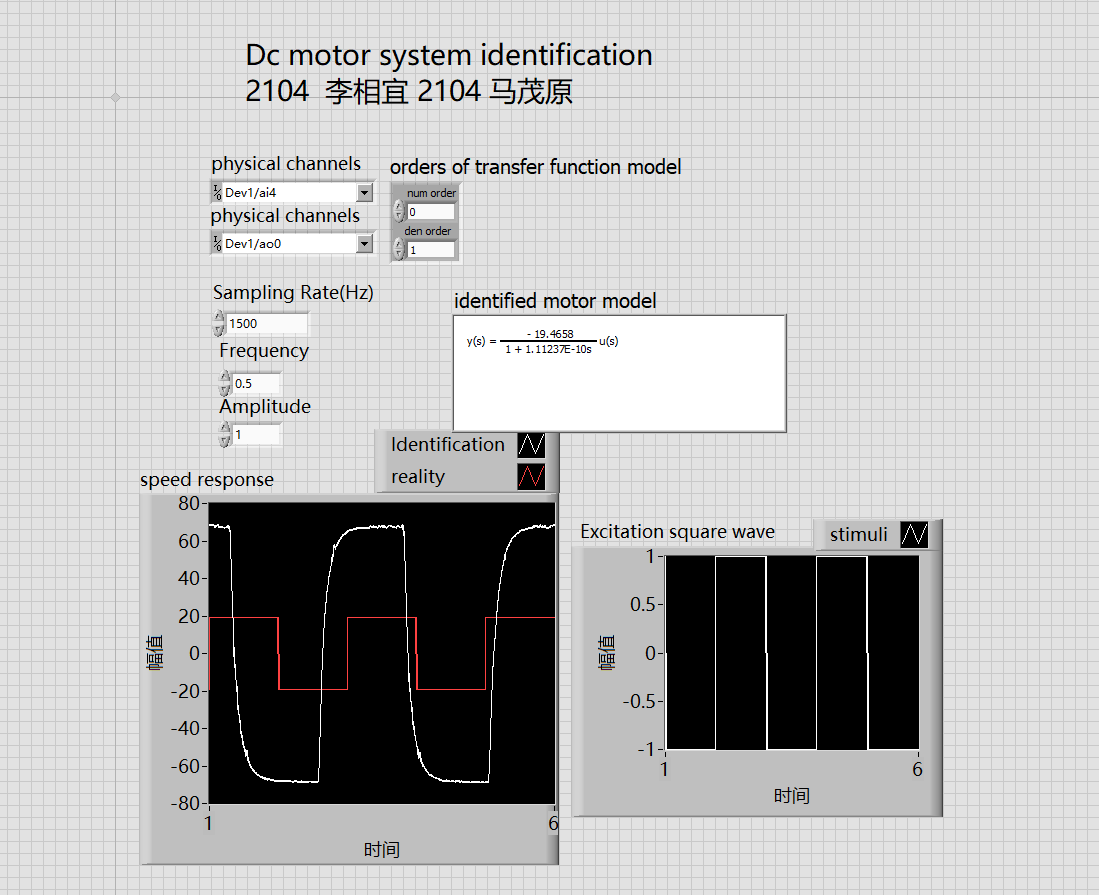 Dc motor system identification
2104 李相宜 2104 马茂原
physical channels
Dev1/ai4
physical channels
Dev1/ao0
orders of transfer function model
num order
0
den order
1
Sampling Rate(Hz)
1500
Frequency
0.5
Amplitude
1
identified motor model
y(s) = - 19.4658 / 1 + 1.11237E-10s u(s)
Identification
reality
speed response
80
60
40
20
0
-20
-40
-60
-80
幅值
1
6
时间
Excitation square wave
stimuli
1
0.5
0
-0.5
-1
幅值
1
6
时间